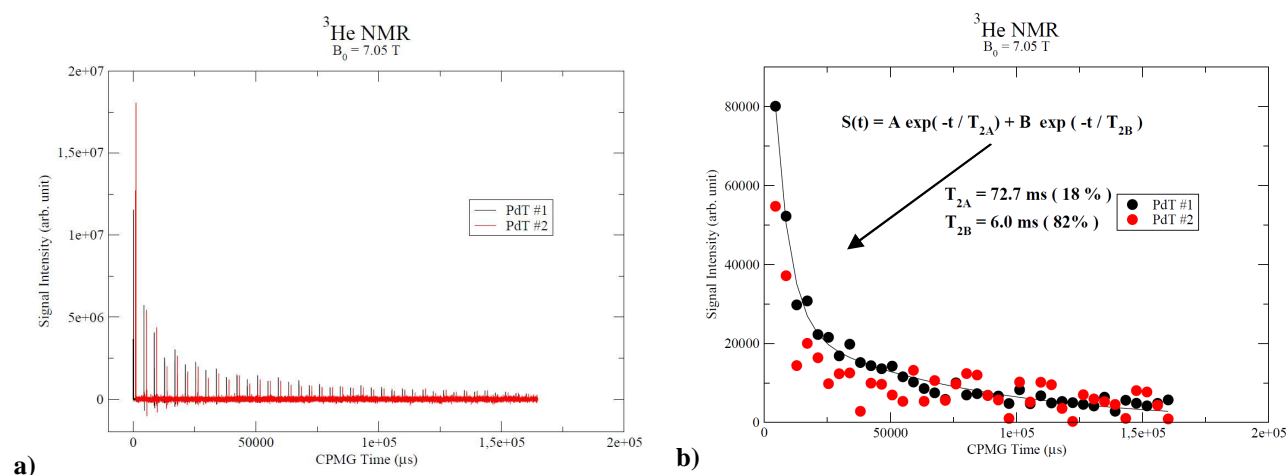 ³He NMR
B₀ = 7.05 T
2e+07
1,5e+07
1e+07
5e+06
0
Signal Intensity (arb. unit)
PdT #1
PdT #2
0
50000
1e+05
1,5e+05
2e+05
CPMG Time (µs)
a)
³He NMR
B₀ = 7.05 T
80000
60000
40000
20000
0
Signal Intensity (arb. unit)
S(t) = A exp( -t / T₂A) + B exp ( -t / T₂B )
T₂A = 72.7 ms ( 18 % )
T₂B = 6.0 ms ( 82% )
PdT #1
PdT #2
0
50000
1e+05
1,5e+05
2e+05
CPMG Time (µs)
b)